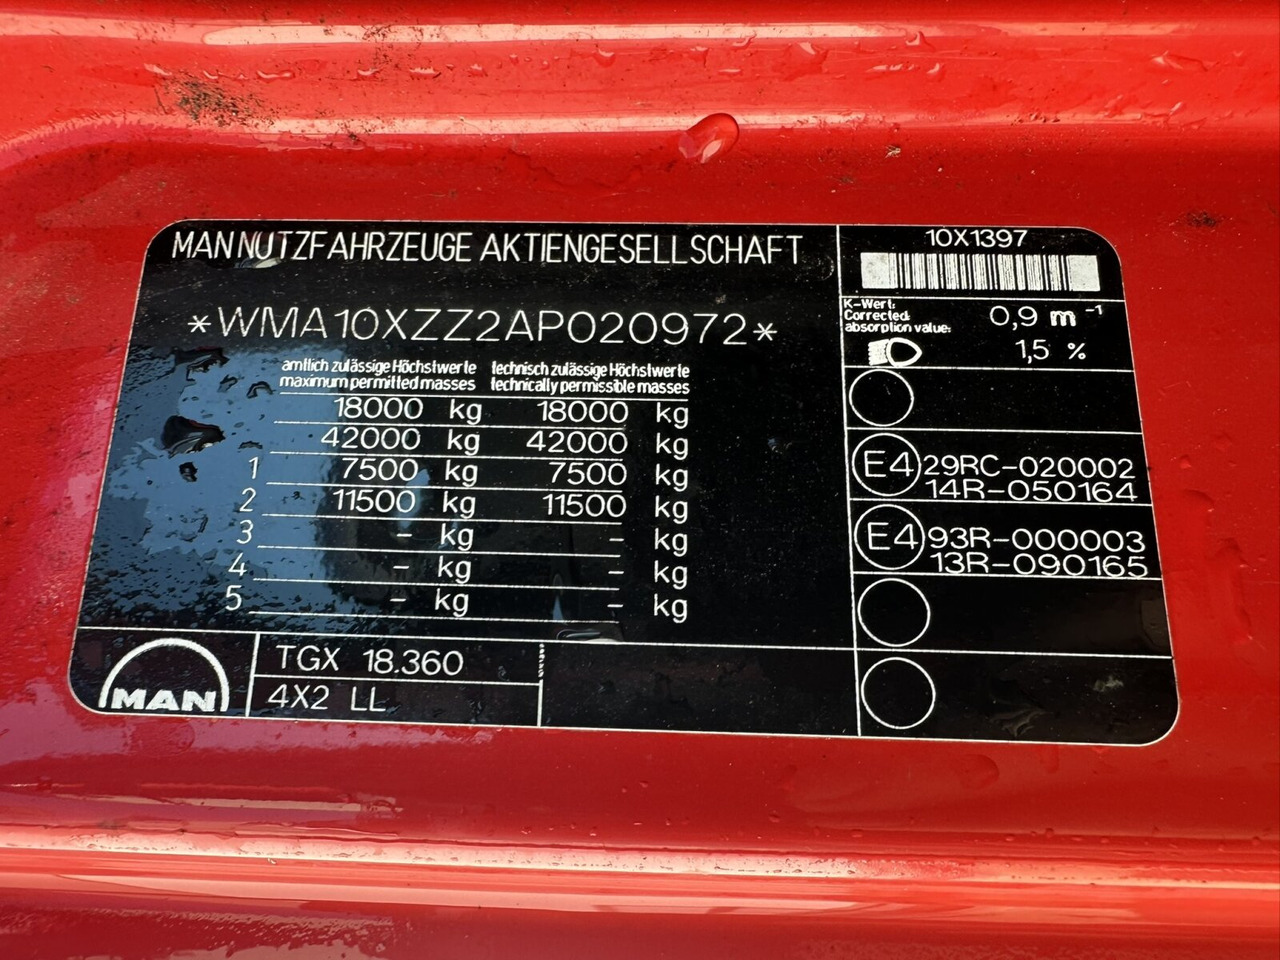 MAN NUTZFAHRZEUGE AKTIENGESELLSCHAFT
*WMA10XZZ2AP020972*
amtlich zulässige Höchstwerte technisch zulässige Höchstwerte
maximum permitted masses technically permissible masses
18000 kg 18000 kg
42000 kg 42000 kg
1 7500 kg 7500 kg
2 11500 kg 11500 kg
3 - kg - kg
4 - kg - kg
5 - kg - kg
MAN
TGX 18.360
4X2 LL
10X1397
K-Wert:
Corrected
absorption value:
0,9 m⁻¹
1,5 %
E4 29RC-020002
14R-050164
E4 93R-000003
13R-090165